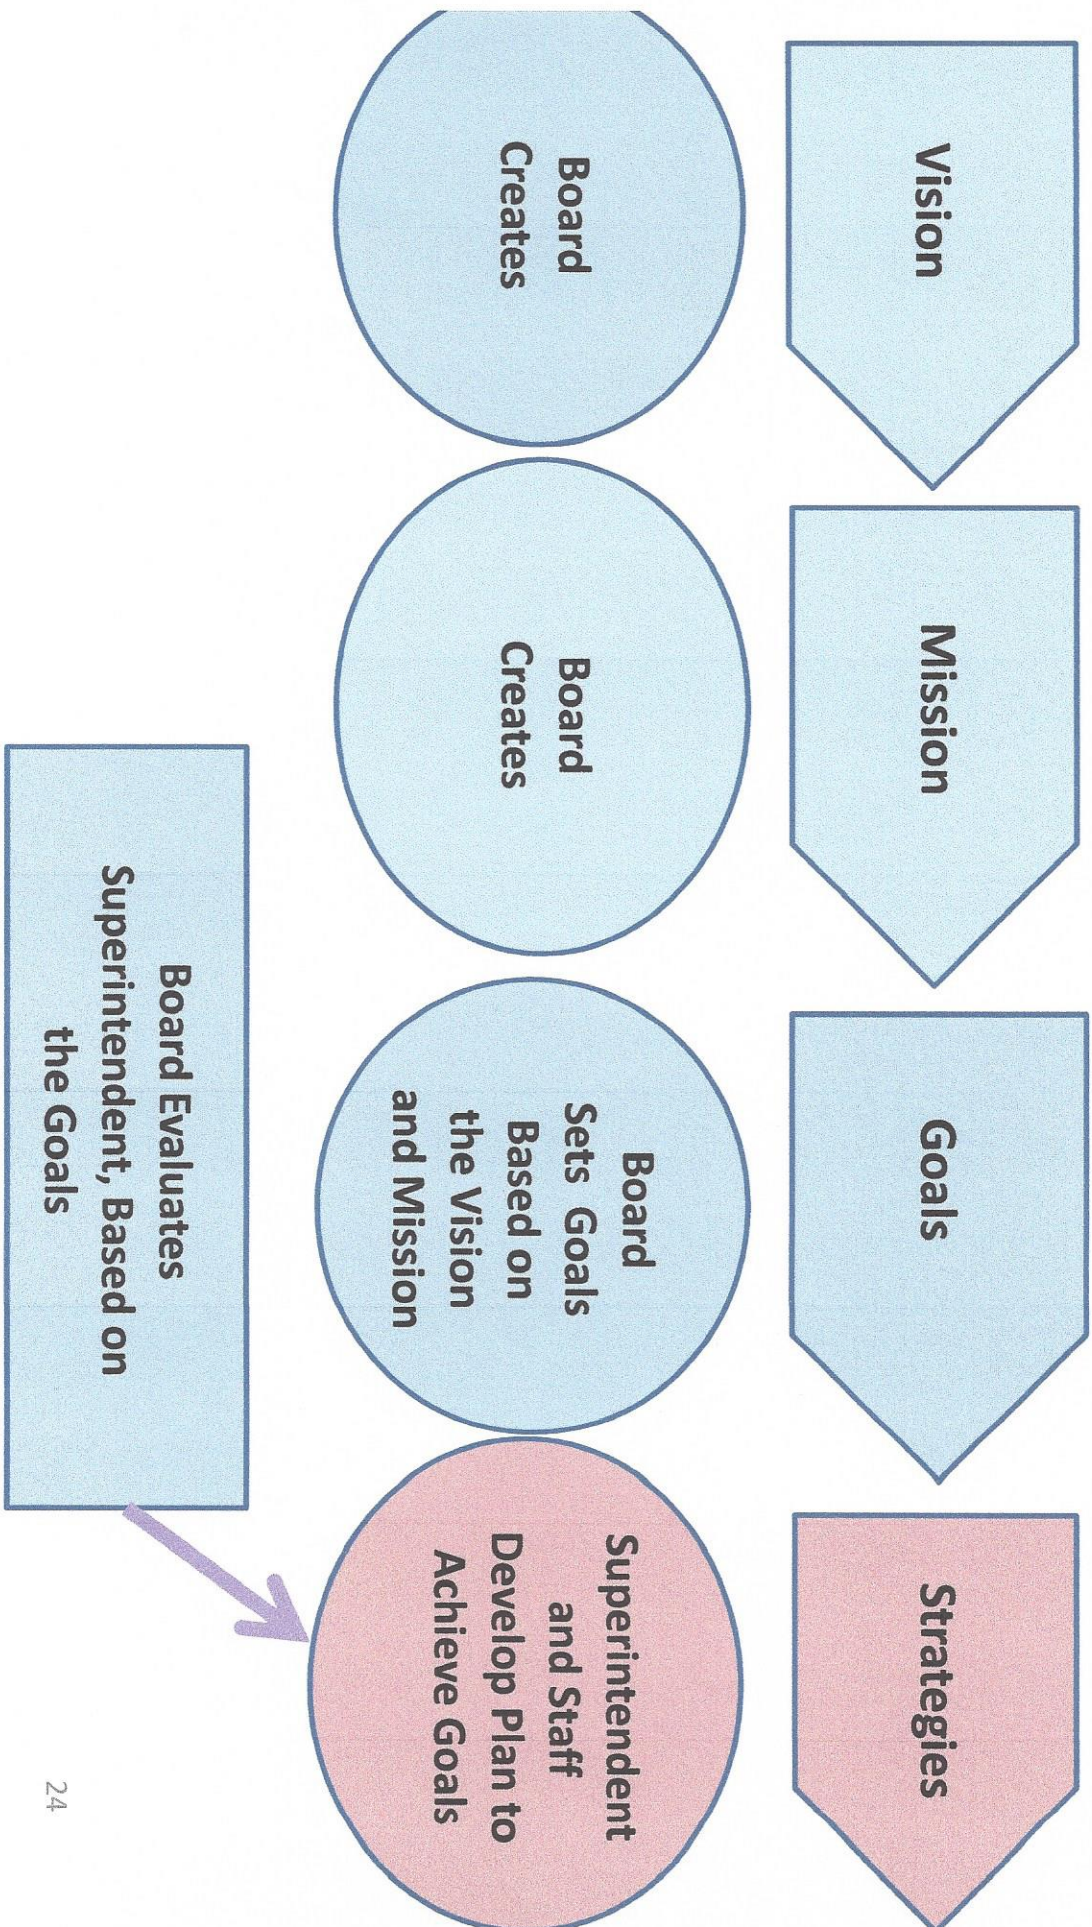 Vision
Mission
Goals
Strategies
Board
Creates
Board
Creates
Board
Sets Goals
Based on
the Vision
and Mission
Superintendent
and Staff
Develop Plan to
Achieve Goals
Board Evaluates
Superintendent, Based on
the Goals
24